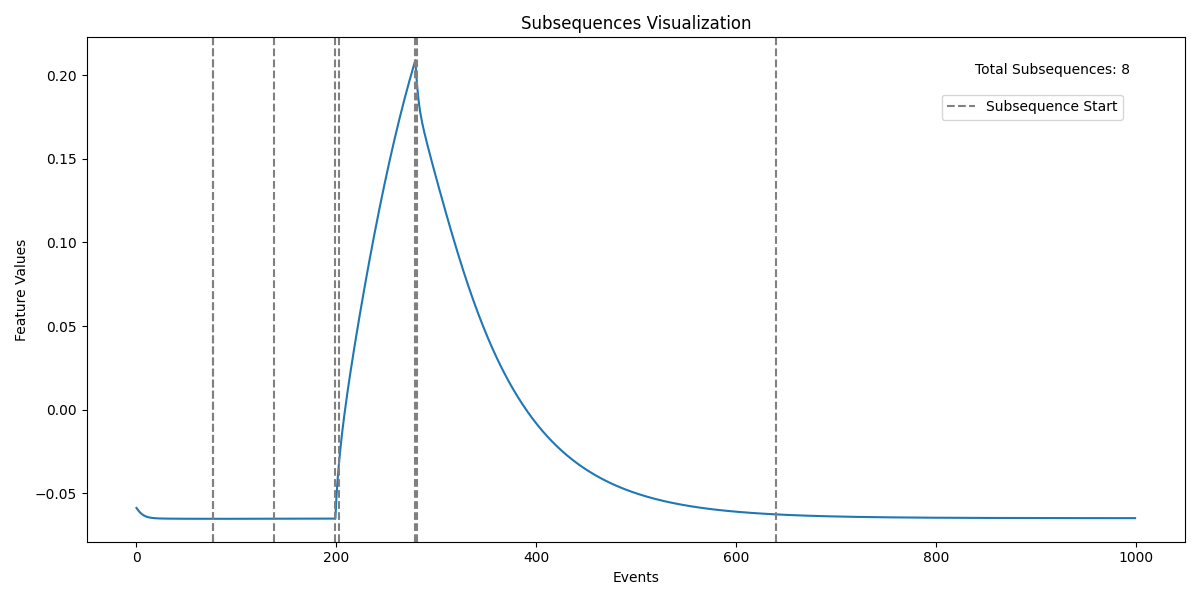 Subsequences Visualization
Total Subsequences: 8
Subsequence Start
Feature Values
0.20
0.15
0.10
0.05
0.00
−0.05
0
200
400
600
800
1000
Events